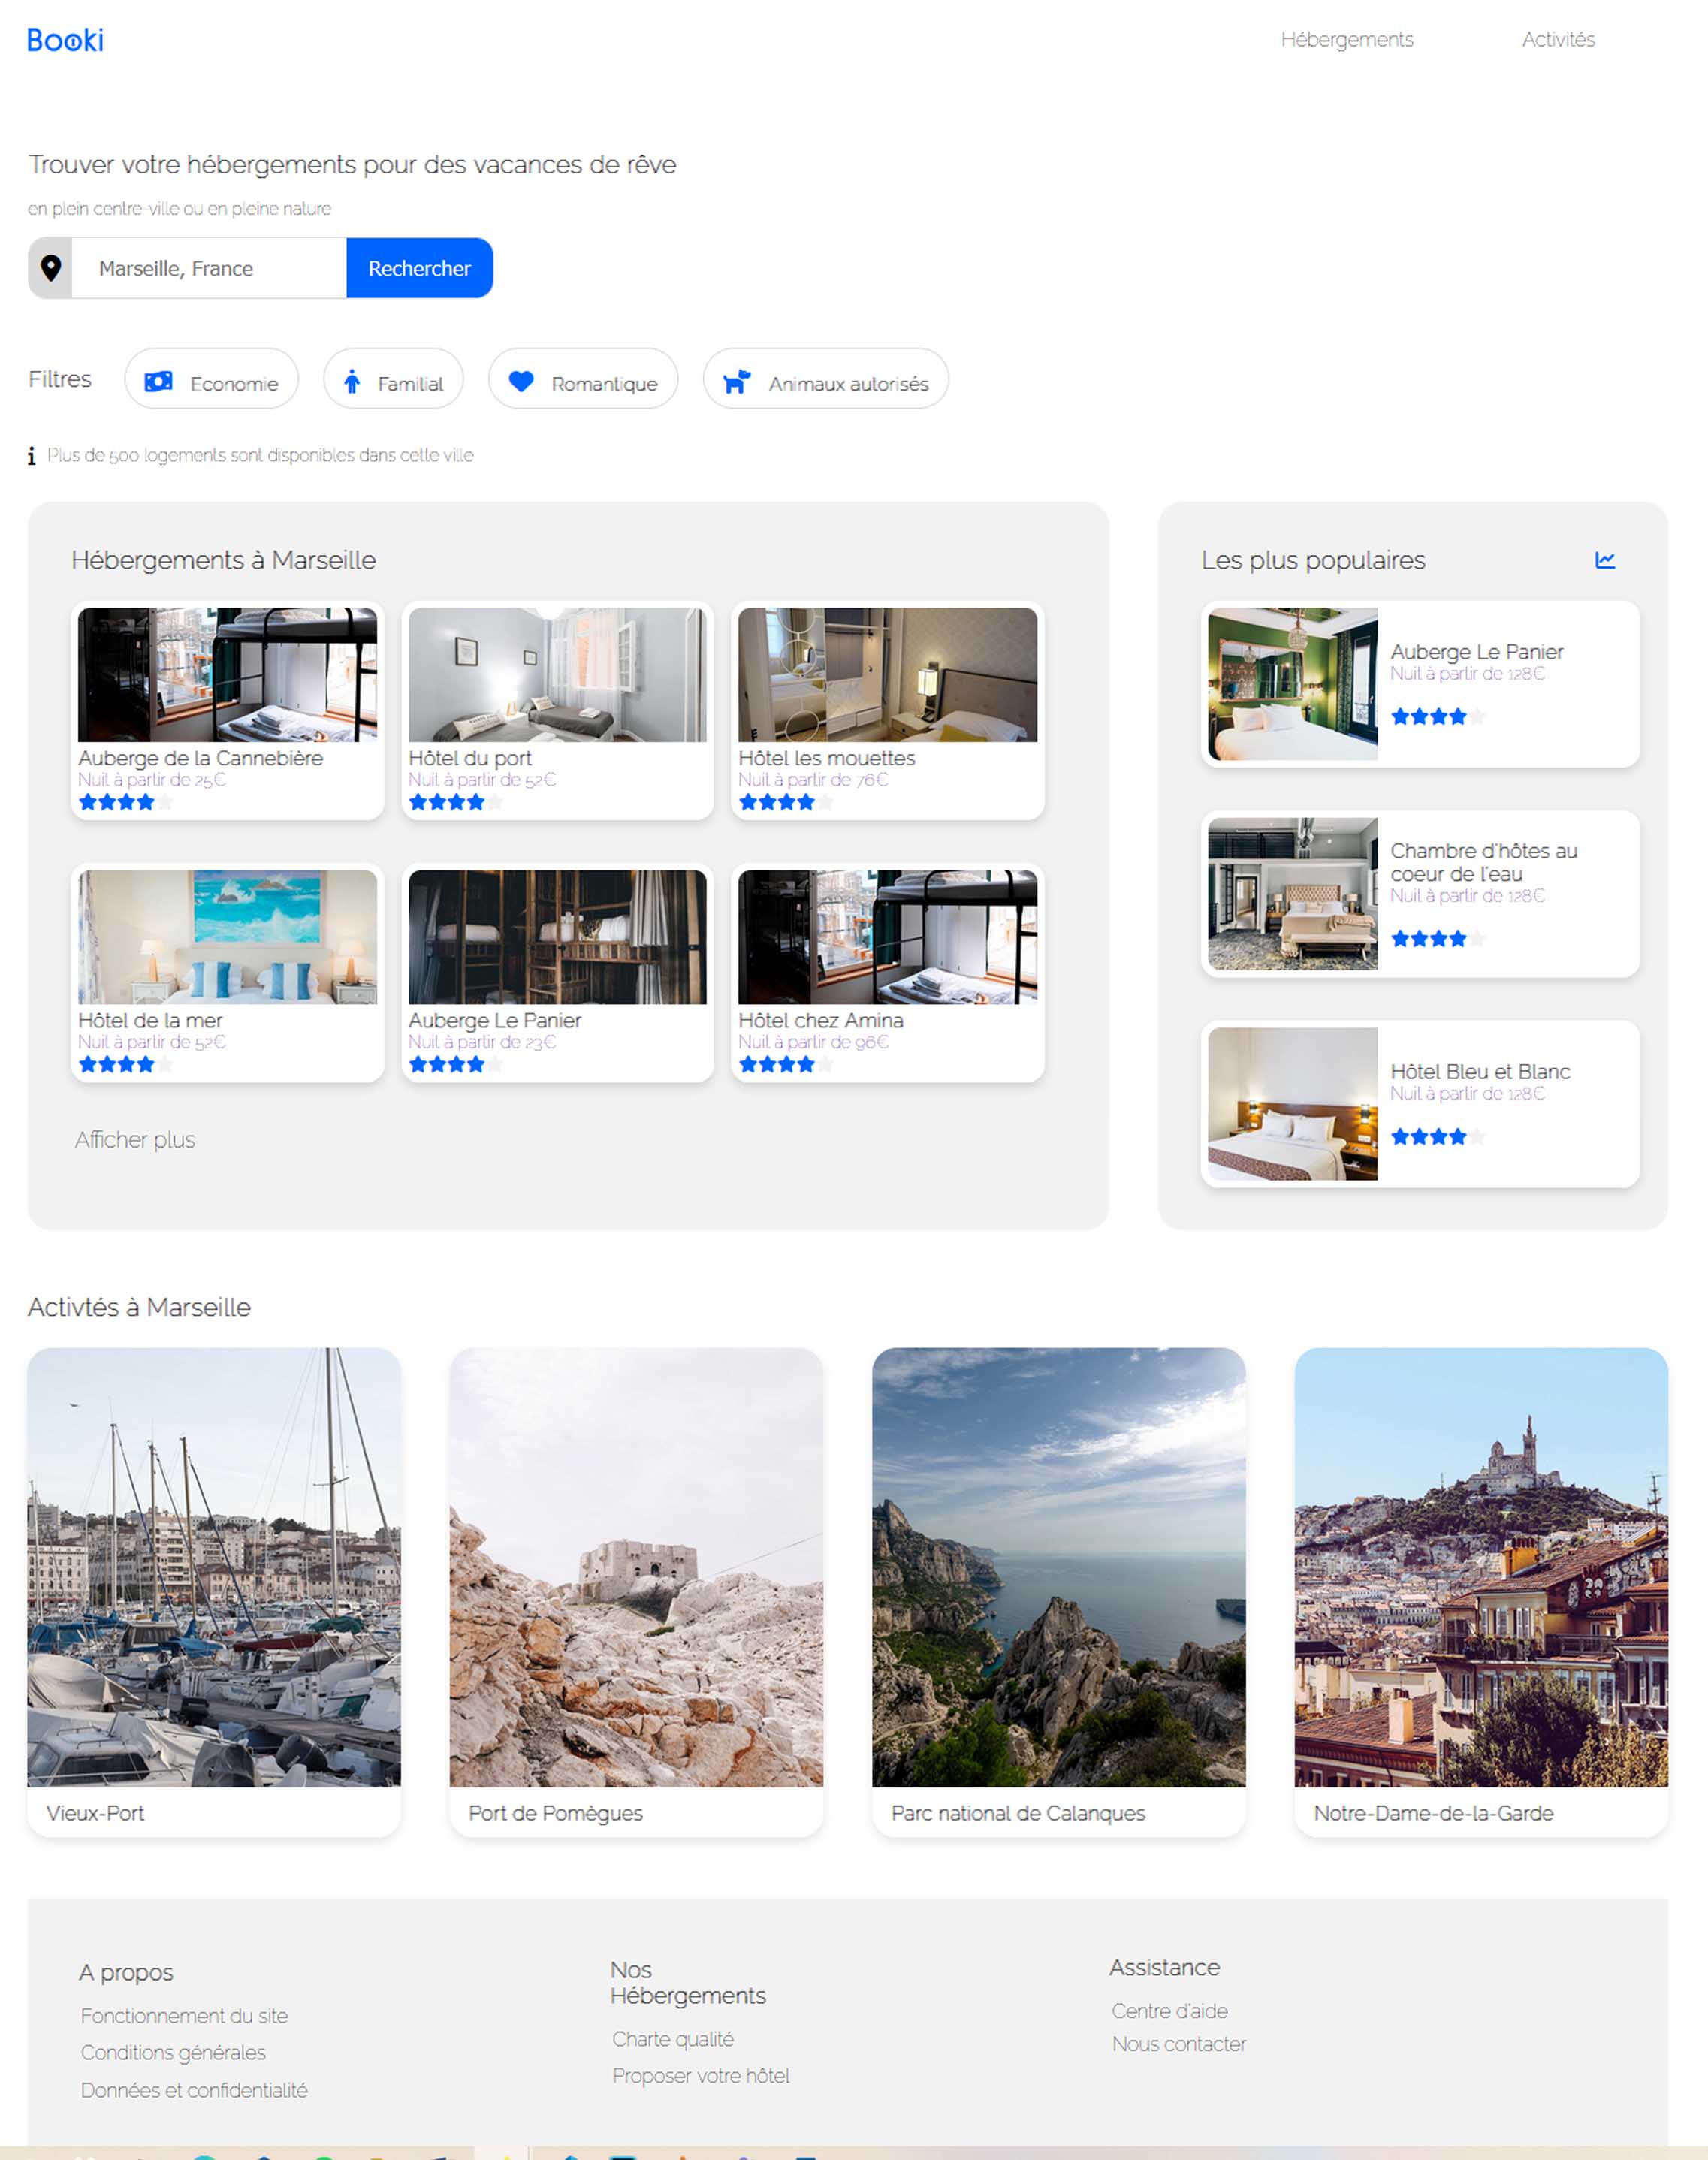 Booki
Hébergements
Activités
Trouver votre hébergements pour des vacances de rêve
en plein centre-ville ou en pleine nature
Marseille, France
Rechercher
Filtres
Economie
Familial
Romantique
Animaux autorisés
Plus de 500 logements sont disponibles dans cette ville
Hébergements à Marseille
Auberge de la Cannebière
Nuit à partir de 25€
Hôtel du port
Nuit à partir de 52€
Hôtel les mouettes
Nuit à partir de 76€
Hôtel de la mer
Nuit à partir de 52€
Auberge Le Panier
Nuit à partir de 23€
Hôtel chez Amina
Nuit à partir de 96€
Afficher plus
Les plus populaires
Auberge Le Panier
Nuit à partir de 128€
Chambre d'hôtes au
coeur de l'eau
Nuit à partir de 128€
Hôtel Bleu et Blanc
Nuit à partir de 128€
Activtés à Marseille
Vieux-Port
Port de Pomègues
Parc national de Calanques
Notre-Dame-de-la-Garde
A propos
Fonctionnement du site
Conditions générales
Données et confidentialité
Nos
Hébergements
Charte qualité
Proposer votre hôtel
Assistance
Centre d'aide
Nous contacter